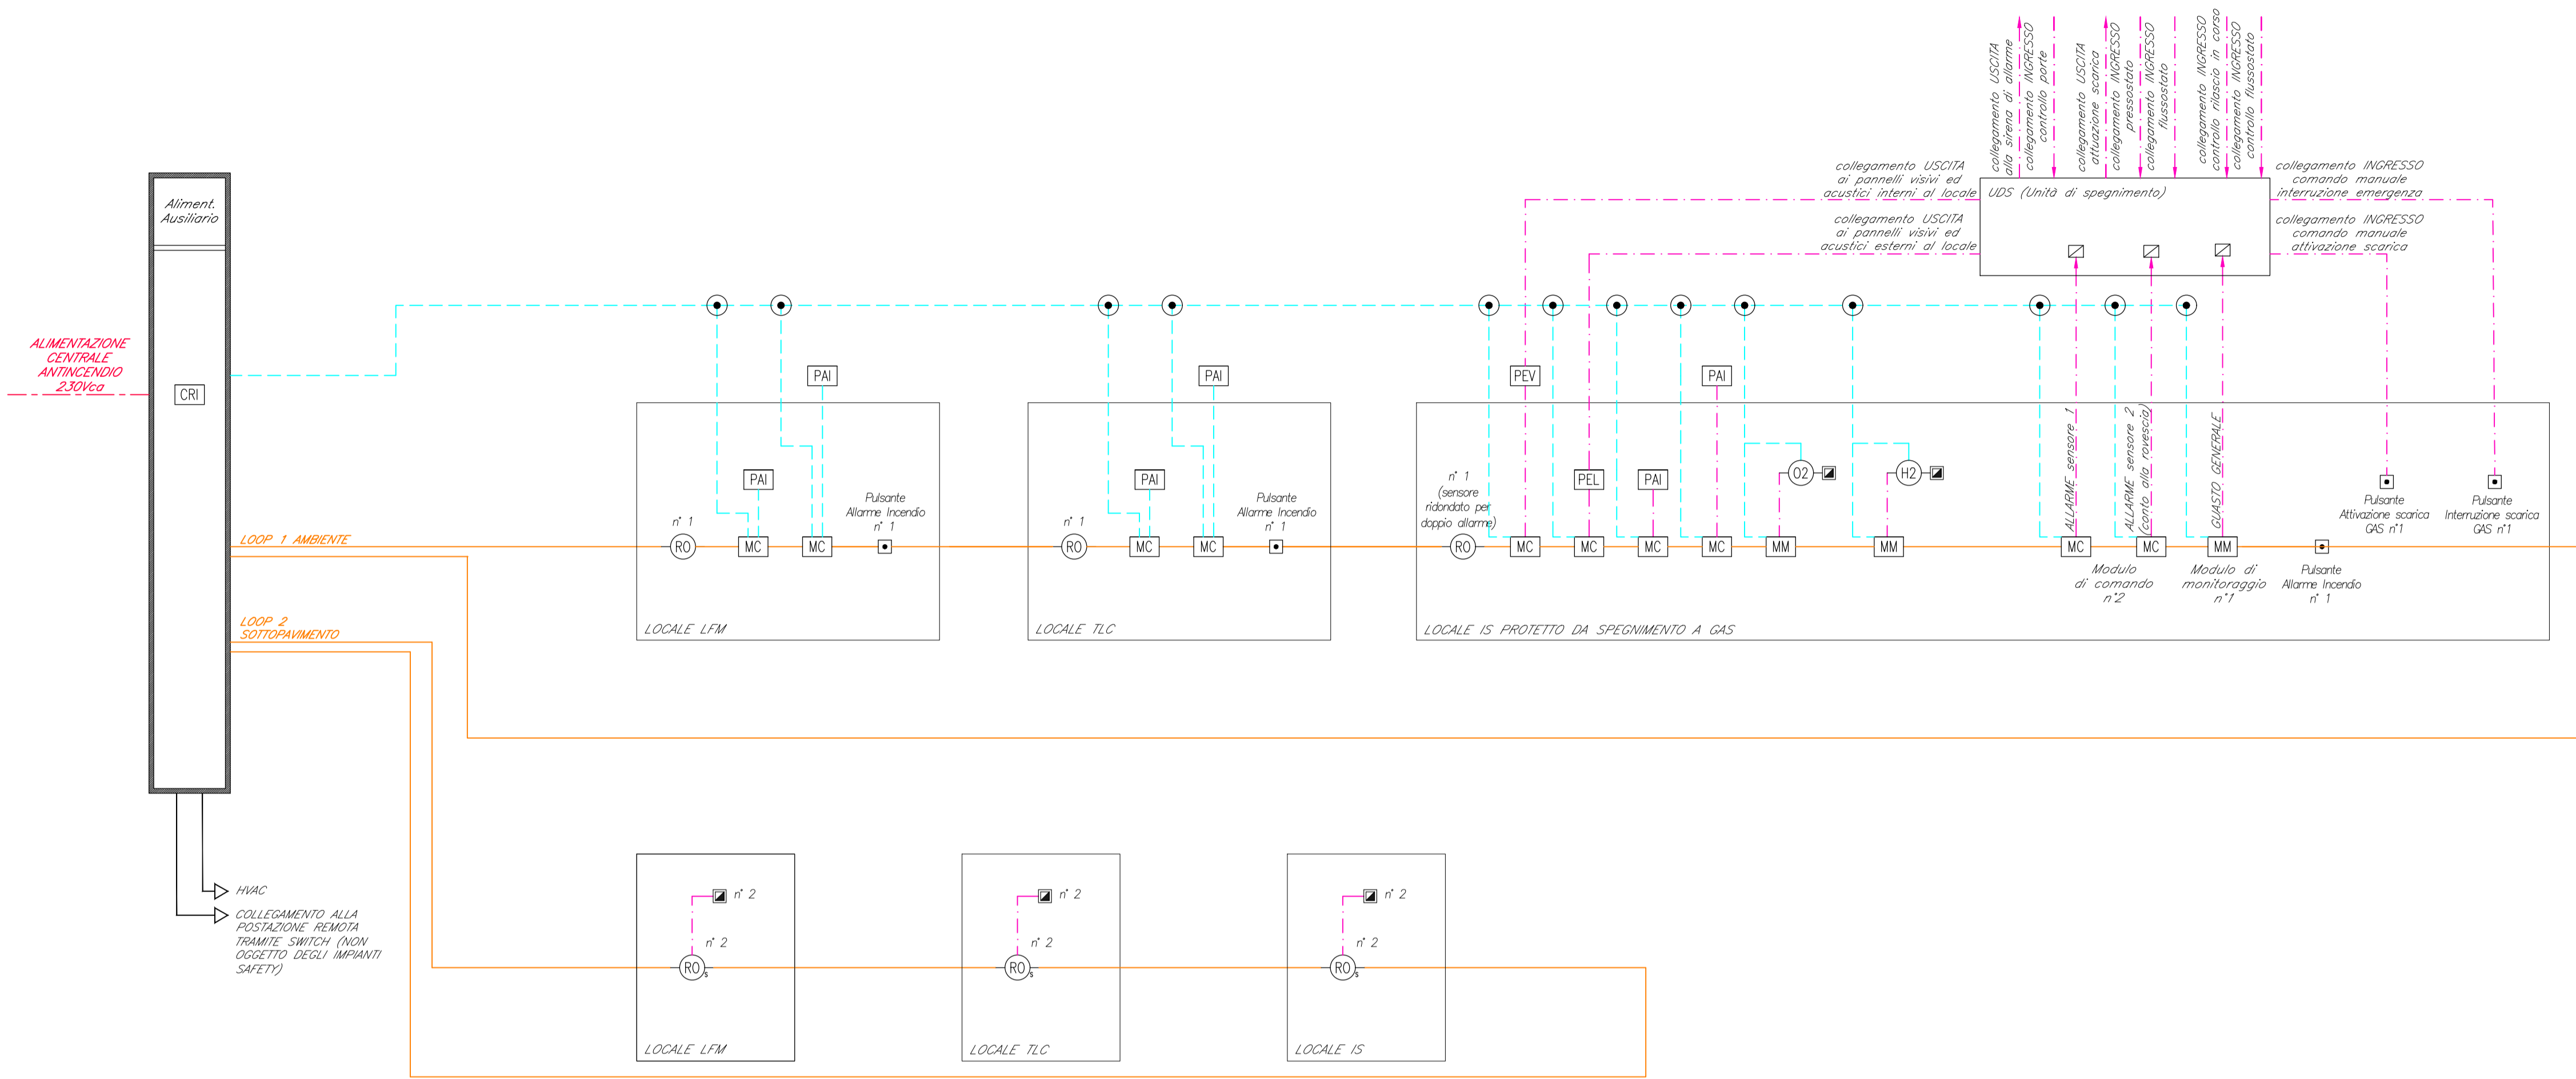 collegamento USCITA
alla sirena di allarme
collegamento INGRESSO
controllo porte
collegamento USCITA
attuazione scarica
collegamento INGRESSO
pressostato
collegamento INGRESSO
flussostato
collegamento INGRESSO
controllo rilascio in corso
collegamento INGRESSO
controllo flussostato
collegamento USCITA
ai pannelli visivi ed
acustici interni al locale
UDS (Unità di spegnimento)
collegamento INGRESSO
comando manuale
interruzione emergenza
collegamento USCITA
ai pannelli visivi ed
acustici esterni al locale
collegamento INGRESSO
comando manuale
attivazione scarica
Aliment.
Ausiliario
ALIMENTAZIONE
CENTRALE
ANTINCENDIO
230Vca
CRI
PAI
PAI
PEV
PAI
PAI
PAI
PEL
PAI
O2
H2
n° 1
Pulsante
Allarme Incendio
n° 1
n° 1
Pulsante
Allarme Incendio
n° 1
n° 1
(sensore
ridondato per
doppio allarme)
ALLARME sensore 1
ALLARME sensore 2
(conto alla rovescia)
GUASTO GENERALE
Pulsante
Attivazione scarica
GAS n°1
Pulsante
Interruzione scarica
GAS n°1
LOOP 1 AMBIENTE
RO
MC
MC
RO
MC
MC
RO
MC
MC
MC
MC
MM
MM
MC
MC
MM
Modulo
di comando
n°2
Modulo di
monitoraggio
n°1
Pulsante
Allarme Incendio
n° 1
LOOP 2
SOTTOPAVIMENTO
LOCALE LFM
LOCALE TLC
LOCALE IS PROTETTO DA SPEGNIMENTO A GAS
HVAC
COLLEGAMENTO ALLA
POSTAZIONE REMOTA
TRAMITE SWITCH (NON
OGGETTO DEGLI IMPIANTI
SAFETY)
n° 2
n° 2
n° 2
n° 2
n° 2
n° 2
RO s
RO s
RO s
LOCALE LFM
LOCALE TLC
LOCALE IS